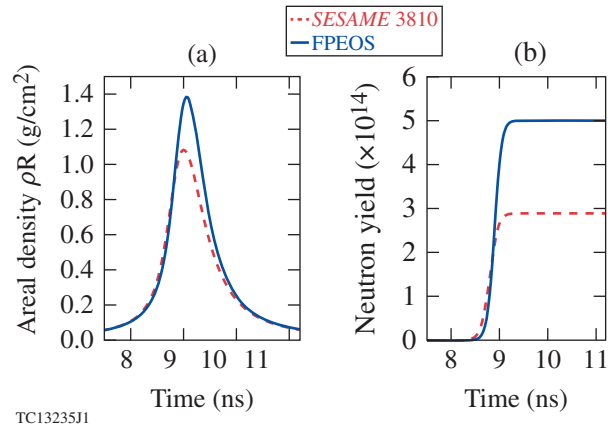 SESAME 3810
FPEOS
(a)
Areal density ρR (g/cm²)
1.4
1.2
1.0
0.8
0.6
0.4
0.2
0.0
8 9 10 11
Time (ns)
(b)
Neutron yield (×10¹⁴)
6
5
4
3
2
1
0
8 9 10 11
Time (ns)
TC13235J1